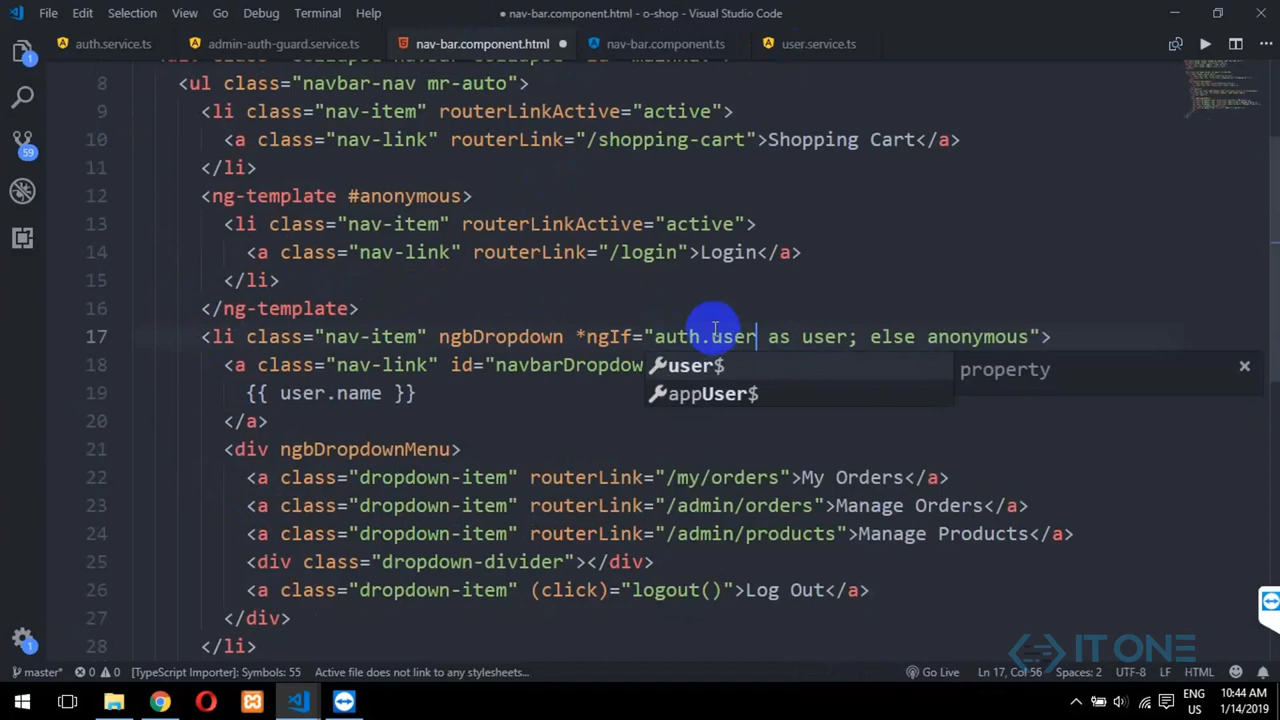 File Edit Selection View Go Debug Terminal Help
● nav-bar.component.html - o-shop - Visual Studio Code
auth.service.ts admin-auth-guard.service.ts nav-bar.component.html ● nav-bar.component.ts user.service.ts
8 <ul class="navbar-nav mr-auto">
9 <li class="nav-item" routerLinkActive="active">
10 <a class="nav-link" routerLink="/shopping-cart">Shopping Cart</a>
11 </li>
12 <ng-template #anonymous>
13 <li class="nav-item" routerLinkActive="active">
14 <a class="nav-link" routerLink="/login">Login</a>
15 </li>
16 </ng-template>
17 <li class="nav-item" ngbDropdown *ngIf="auth.user as user; else anonymous">
18 <a class="nav-link" id="navbarDropdow
user$ property
appUser$
19 {{ user.name }}
20 </a>
21 <div ngbDropdownMenu>
22 <a class="dropdown-item" routerLink="/my/orders">My Orders</a>
23 <a class="dropdown-item" routerLink="/admin/orders">Manage Orders</a>
24 <a class="dropdown-item" routerLink="/admin/products">Manage Products</a>
25 <div class="dropdown-divider"></div>
26 <a class="dropdown-item" (click)="logout()">Log Out</a>
27 </div>
28 </li>
1
59
1
IT ONE
master* 0 0 [TypeScript Importer]: Symbols: 55 Active file does not link to any stylesheets... Go Live Ln 17, Col 56 Spaces: 2 UTF-8 LF HTML 1
ENG 10:44 AM
US 1/14/2019